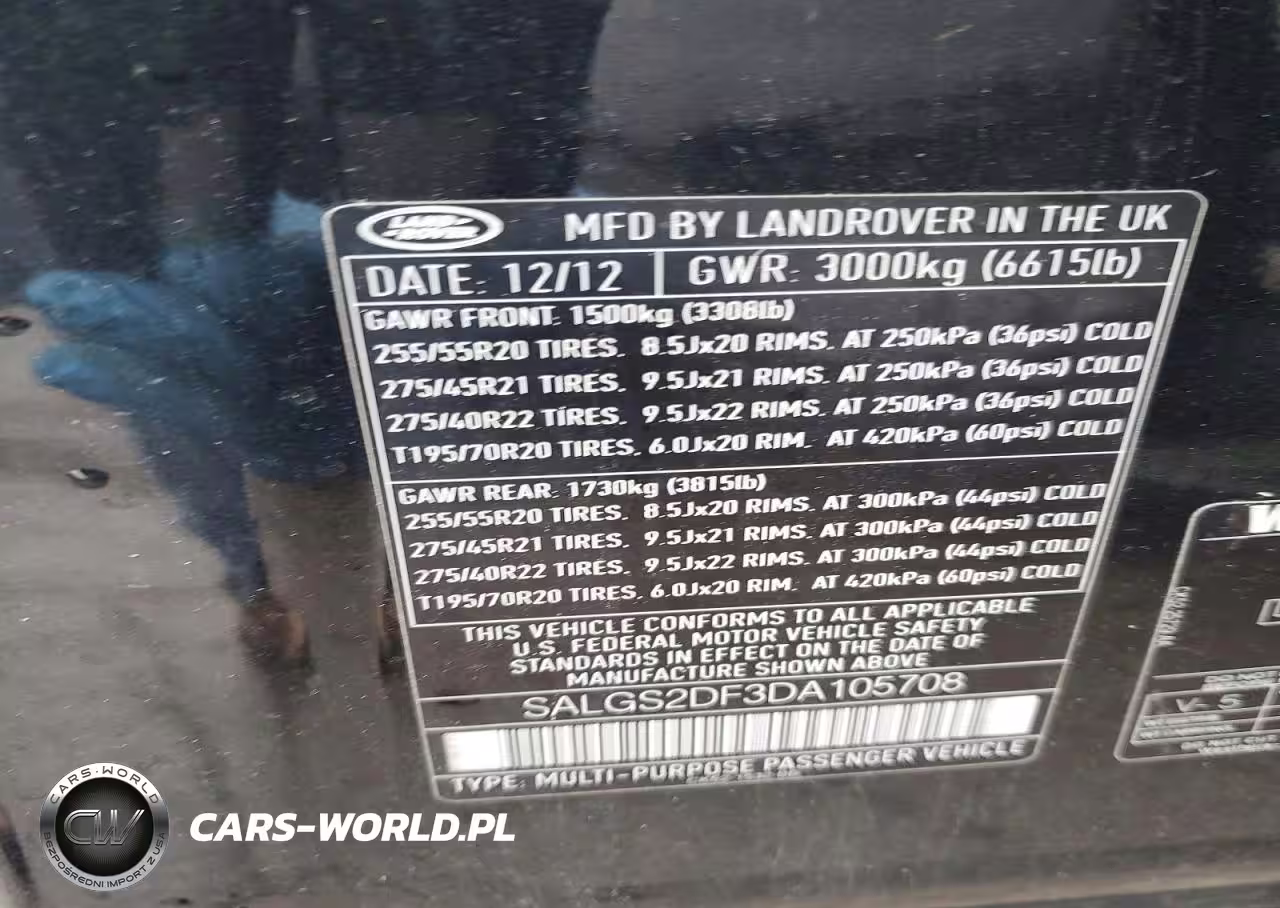 LAND ROVER
MFD BY LANDROVER IN THE UK
DATE: 12/12 GWR: 3000kg (6615lb)
GAWR FRONT: 1500kg (3308lb)
255/55R20 TIRES. 8.5Jx20 RIMS. AT 250kPa (36psi) COLD
275/45R21 TIRES. 9.5Jx21 RIMS. AT 250kPa (36psi) COLD
275/40R22 TIRES. 9.5Jx22 RIMS. AT 250kPa (36psi) COLD
T195/70R20 TIRES. 6.0Jx20 RIM. AT 420kPa (60psi) COLD
GAWR REAR: 1730kg (3815lb)
255/55R20 TIRES. 8.5Jx20 RIMS. AT 300kPa (44psi) COLD
275/45R21 TIRES. 9.5Jx21 RIMS. AT 300kPa (44psi) COLD
275/40R22 TIRES. 9.5Jx22 RIMS. AT 300kPa (44psi) COLD
T195/70R20 TIRES. 6.0Jx20 RIM. AT 420kPa (60psi) COLD
THIS VEHICLE CONFORMS TO ALL APPLICABLE
U.S. FEDERAL MOTOR VEHICLE SAFETY
STANDARDS IN EFFECT ON THE DATE OF
MANUFACTURE SHOWN ABOVE
SALGS2DF3DA105708
TYPE: MULTI-PURPOSE PASSENGER VEHICLE
V- 5
CARS-WORLD
CW
BEZPOŚREDNI IMPORT Z USA
CARS-WORLD.PL